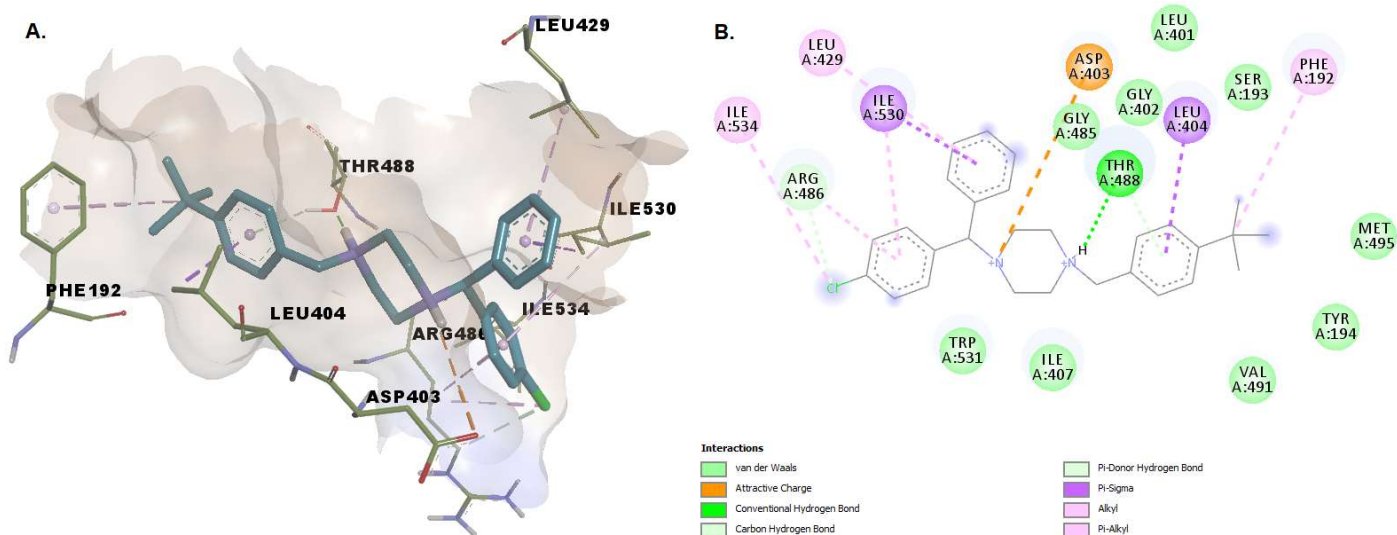 A.
LEU429
THR488
ILE530
PHE192
LEU404
ILE534
ARG486
ASP403
B.
LEU
A:401
LEU
A:429
ASP
A:403
PHE
A:192
ILE
A:530
GLY
A:402
SER
A:193
ILE
A:534
GLY
A:485
LEU
A:404
ARG
A:486
THR
A:488
MET
A:495
H
+N
+N
Cl
TYR
A:194
TRP
A:531
ILE
A:407
VAL
A:491
Interactions
van der Waals
Attractive Charge
Conventional Hydrogen Bond
Carbon Hydrogen Bond
Pi-Donor Hydrogen Bond
Pi-Sigma
Alkyl
Pi-Alkyl